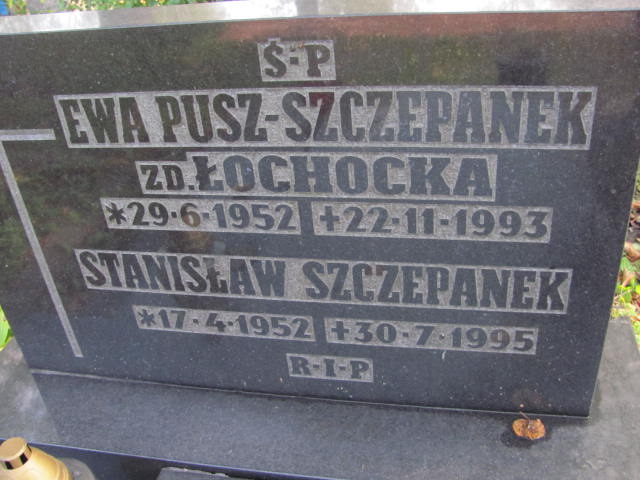 Ś-P
EWA PUSZ-SZCZEPANEK
ZD. ŁOCHOCKA
*29·6·1952 +22·11·1993
STANISŁAW SZCZEPANEK
*17·4·1952 +30·7·1995
R·I·P